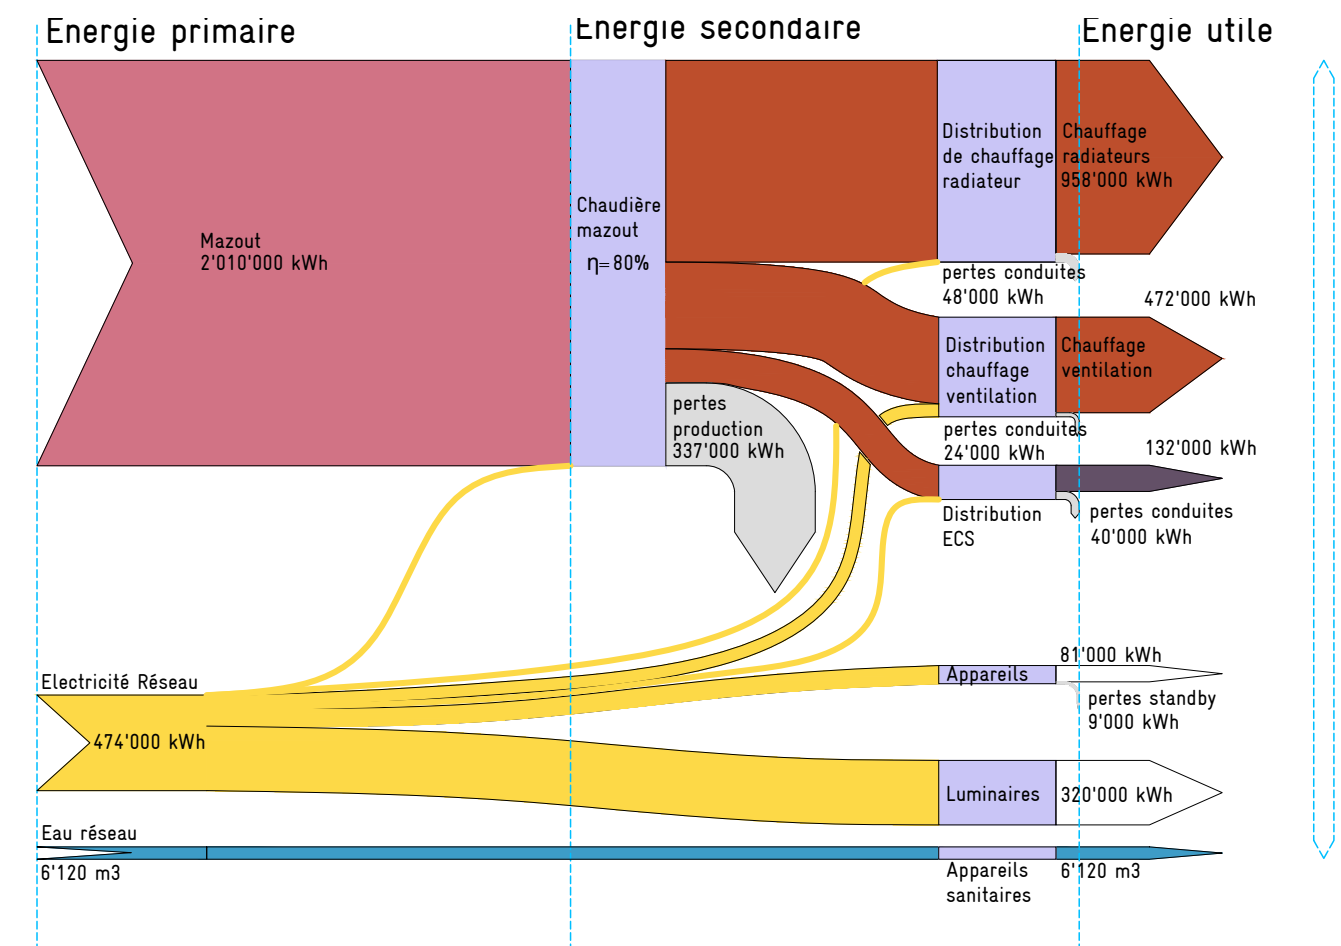 Energie primaire
Energie secondaire
Energie utile
Distribution
de chauffage
radiateur
Chauffage
radiateurs
958'000 kWh
Chaudière
mazout
η=80%
Mazout
2'010'000 kWh
pertes conduites
48'000 kWh
472'000 kWh
Distribution
chauffage
ventilation
Chauffage
ventilation
pertes
production
337'000 kWh
pertes conduites
24'000 kWh
132'000 kWh
Distribution
ECS
pertes conduites
40'000 kWh
Electricité Réseau
474'000 kWh
81'000 kWh
Appareils
pertes standby
9'000 kWh
Luminaires
320'000 kWh
Eau réseau
6'120 m3
Appareils
sanitaires
6'120 m3